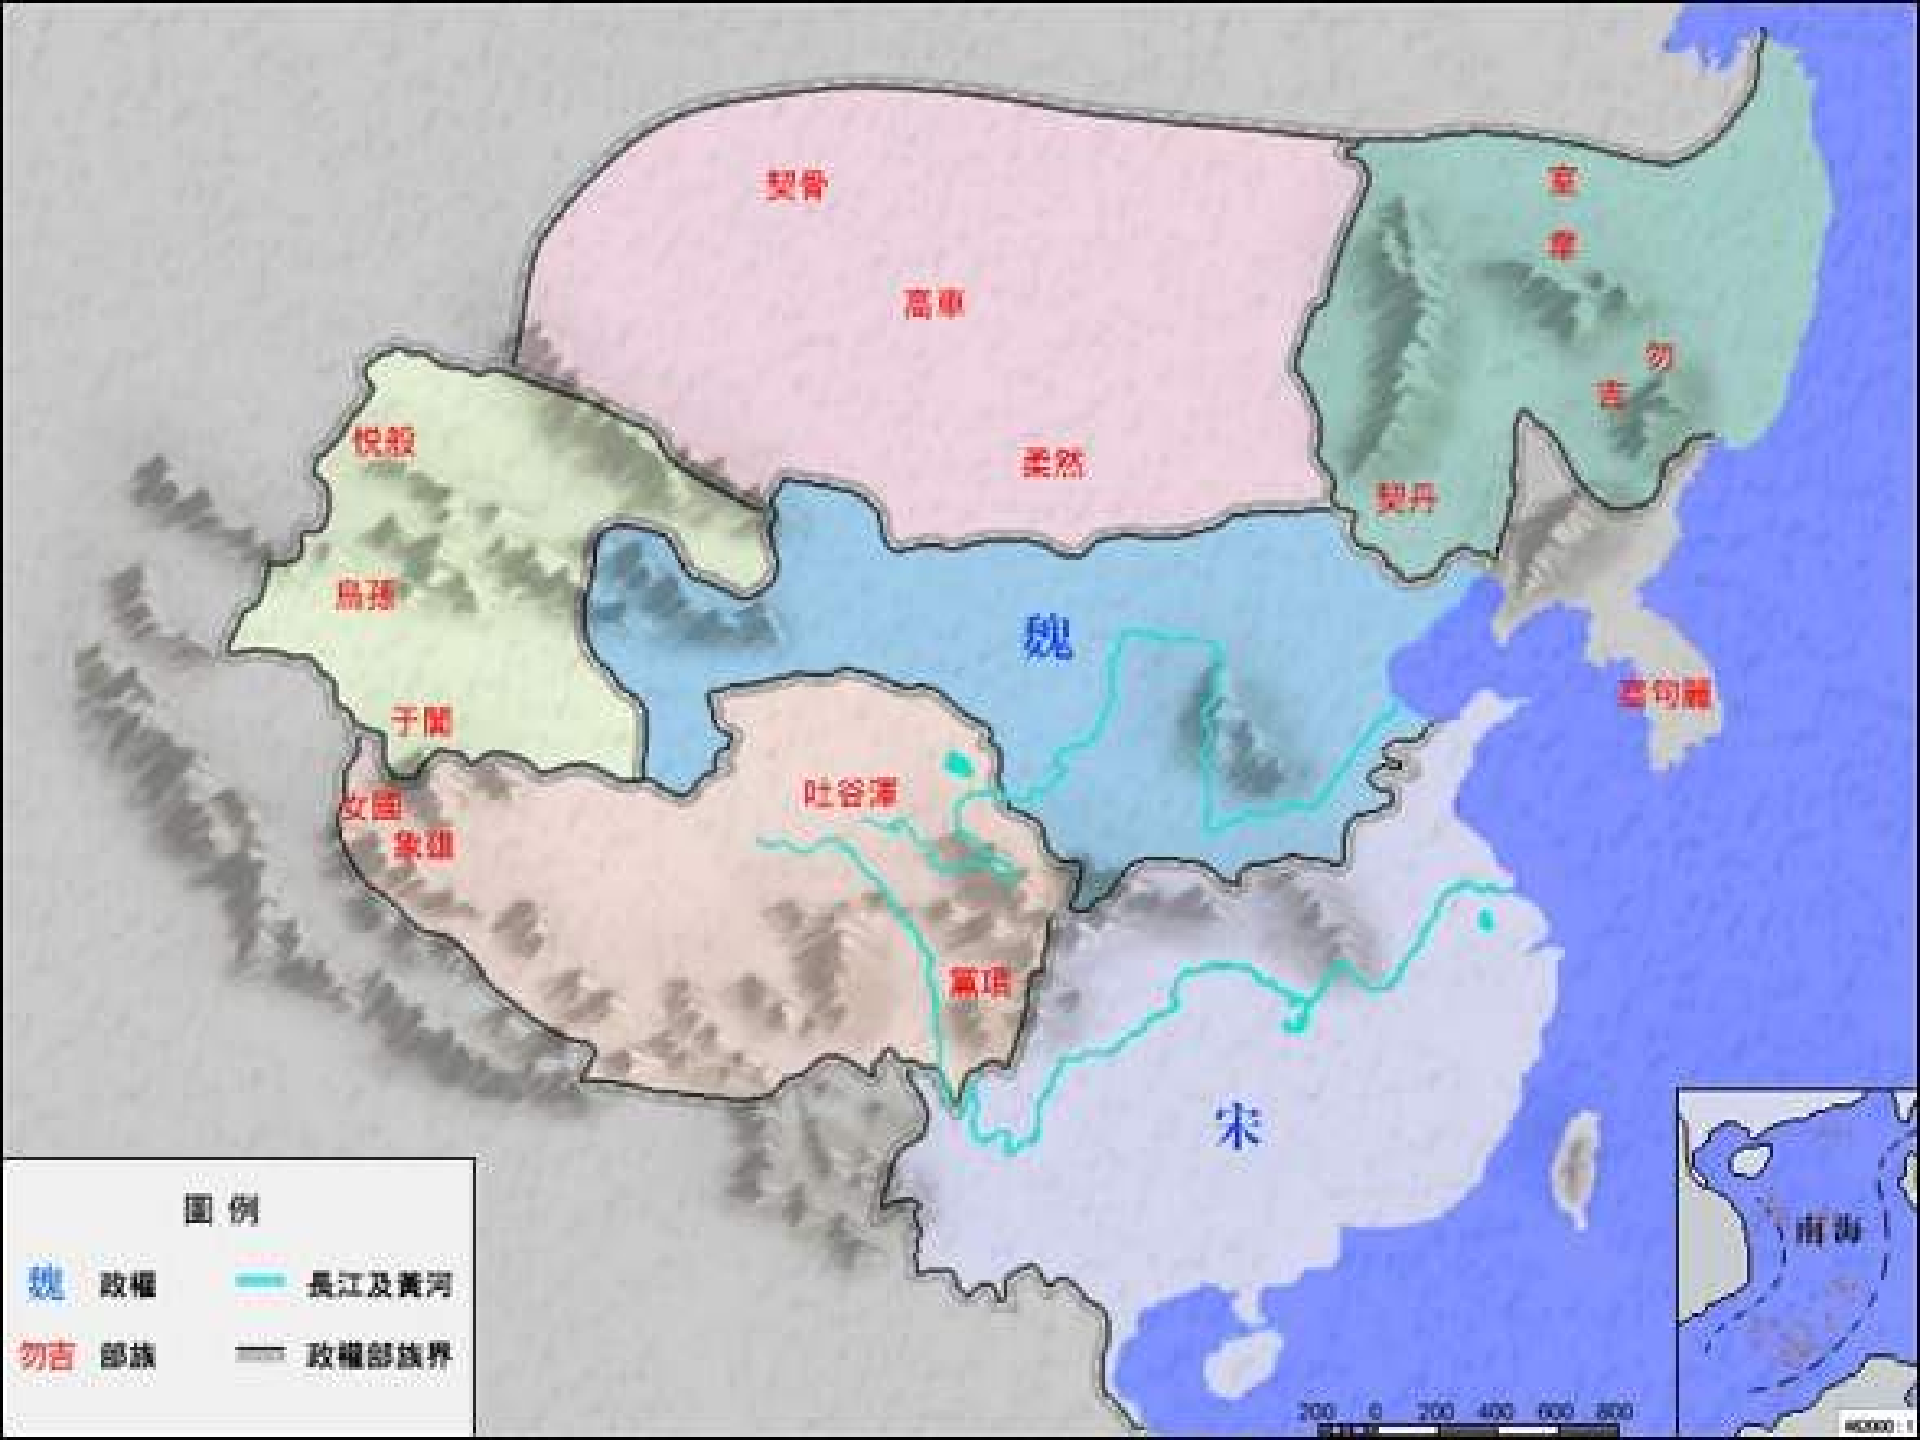 契骨
室
韋
高車
勿
吉
悅般
柔然
契丹
烏孫
魏
高句麗
于闐
吐谷渾
女國
象雄
黨項
宋
圖例
魏 政權 長江及黃河
勿吉 部族 政權部族界
南海
200 0 200 400 600 800